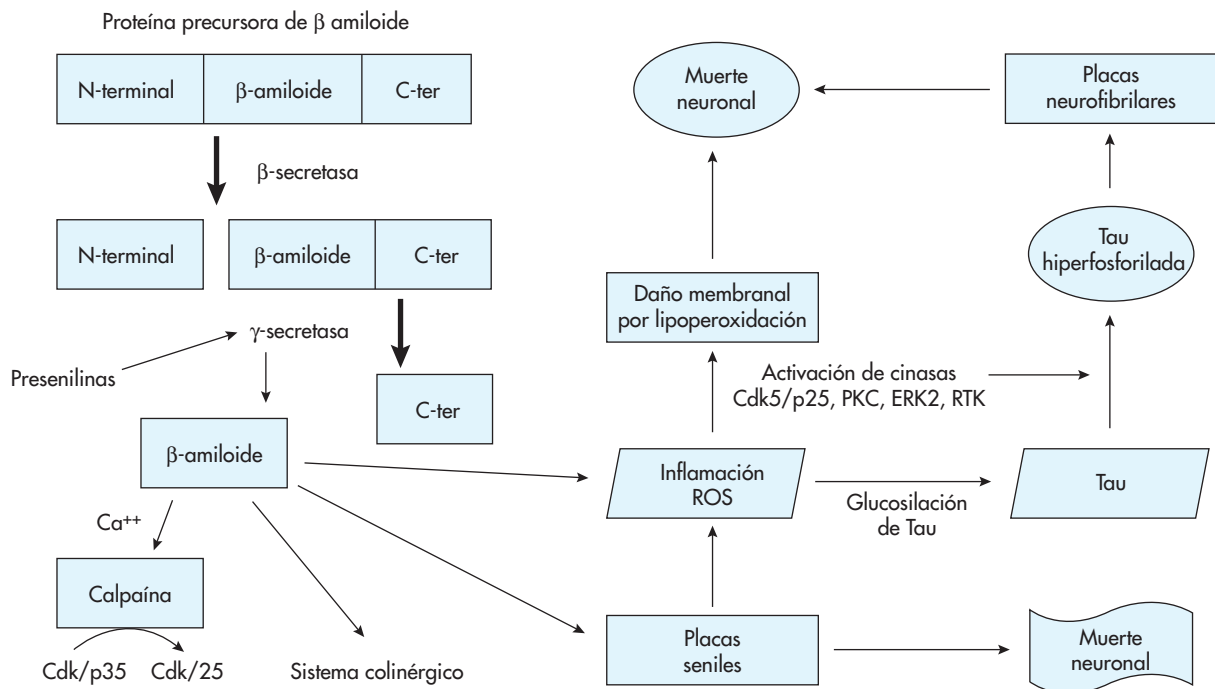 Proteína precursora de β amiloide
N-terminal
β-amiloide
C-ter
β-secretasa
N-terminal
β-amiloide
C-ter
γ-secretasa
Presenilinas
C-ter
β-amiloide
Ca++
Calpaína
Cdk/p35
Cdk/25
Sistema colinérgico
Muerte
neuronal
Placas
neurofibrilares
Tau
hiperfosforilada
Daño membranal
por lipoperoxidación
Activación de cinasas
Cdk5/p25, PKC, ERK2, RTK
Inflamación
ROS
Glucosilación
de Tau
Tau
Placas
seniles
Muerte
neuronal